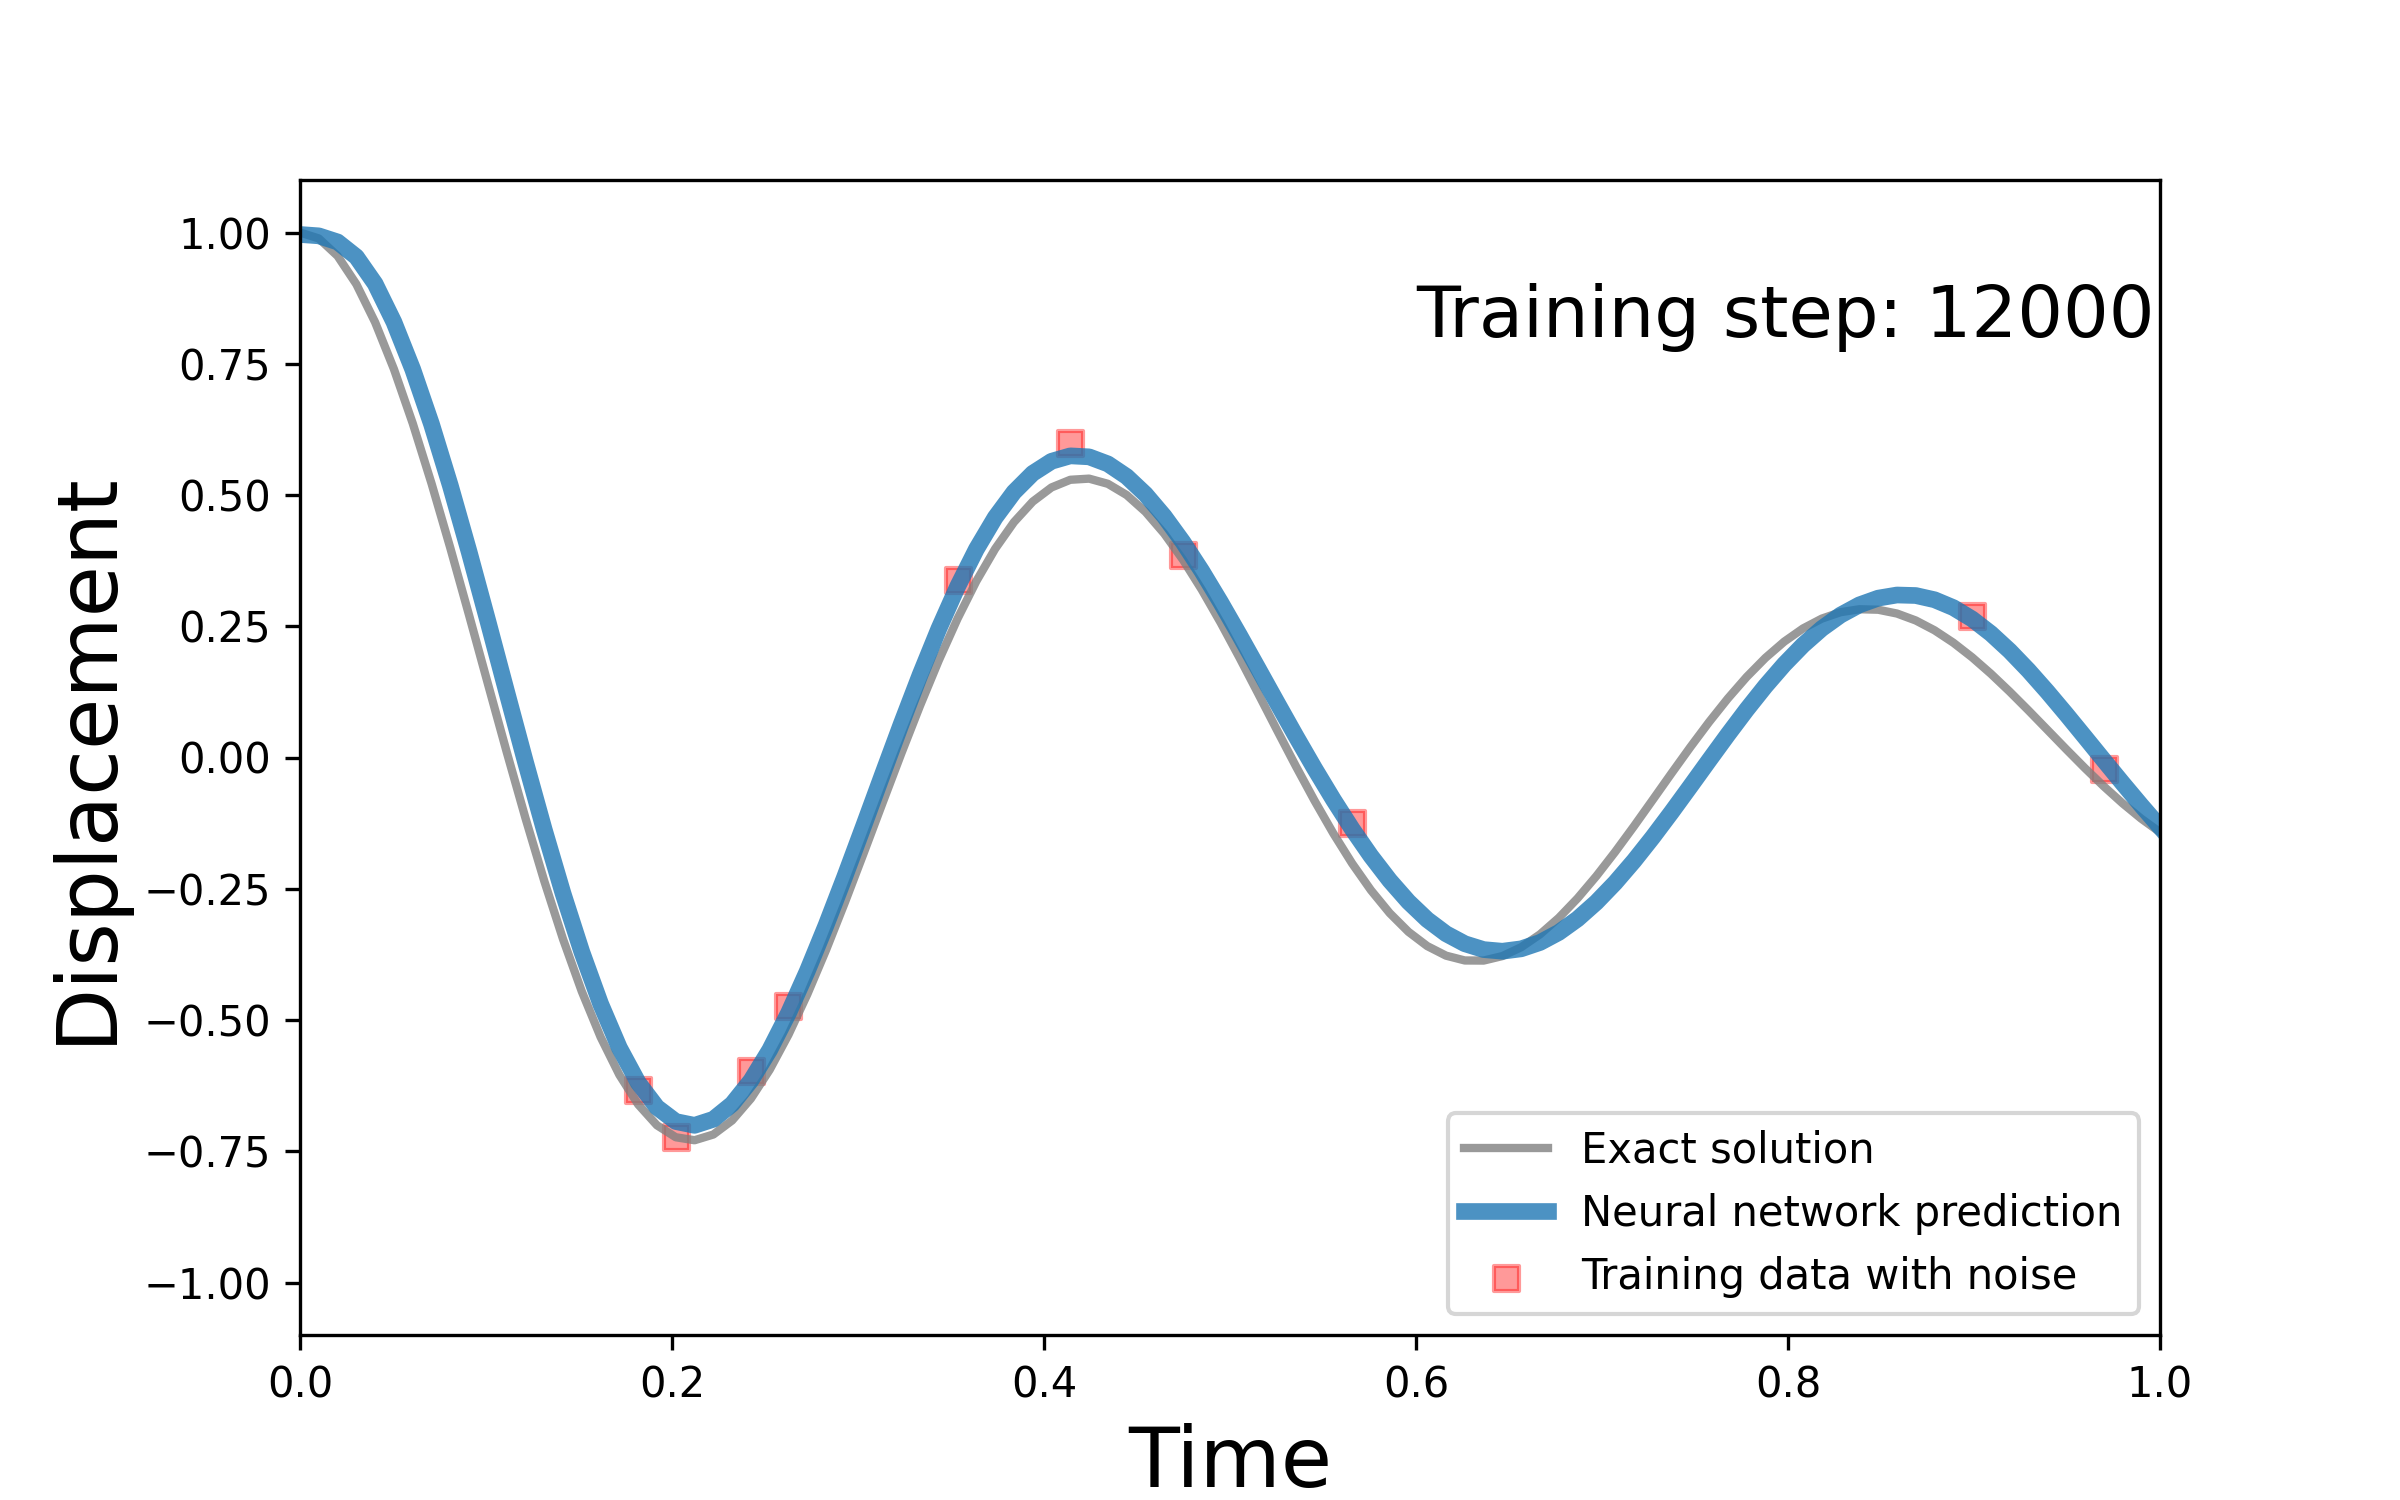 Training step: 12000
Displacement
1.00
0.75
0.50
0.25
0.00
−0.25
−0.50
−0.75
−1.00
Exact solution
Neural network prediction
Training data with noise
0.0 0.2 0.4 0.6 0.8 1.0
Time